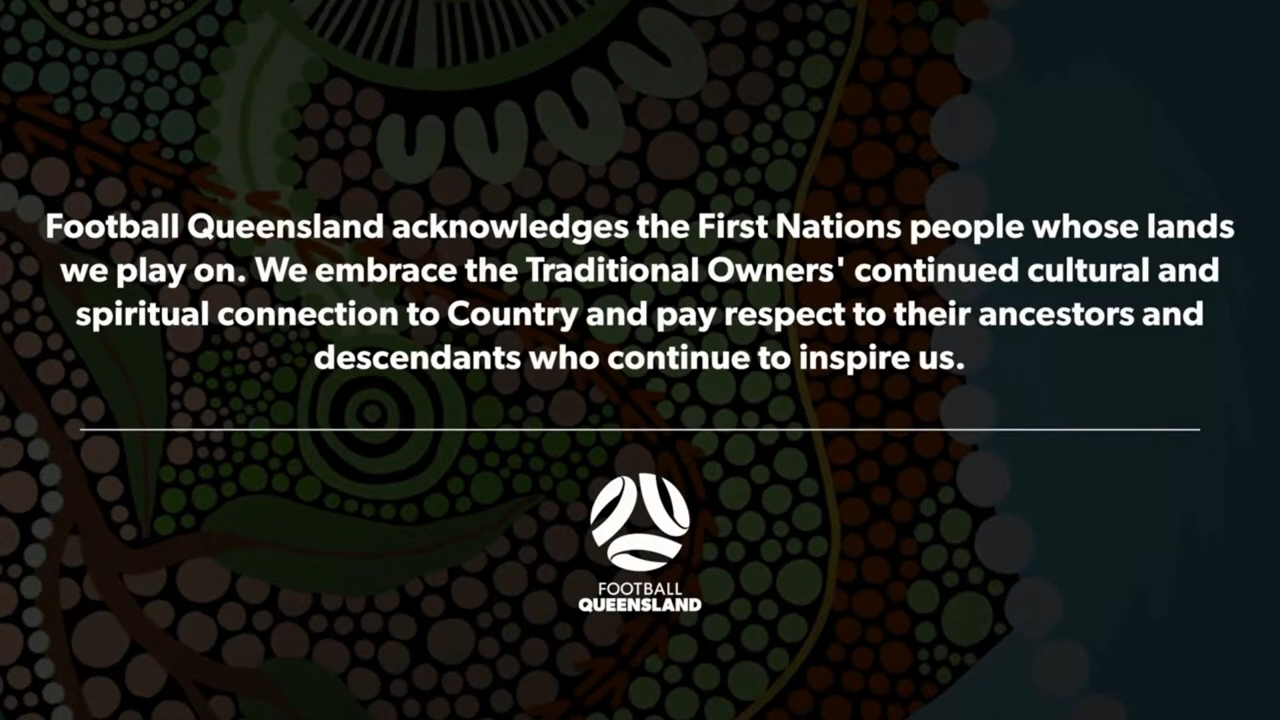 Football Queensland acknowledges the First Nations people whose lands
we play on. We embrace the Traditional Owners' continued cultural and
spiritual connection to Country and pay respect to their ancestors and
descendants who continue to inspire us.
FOOTBALL
QUEENSLAND